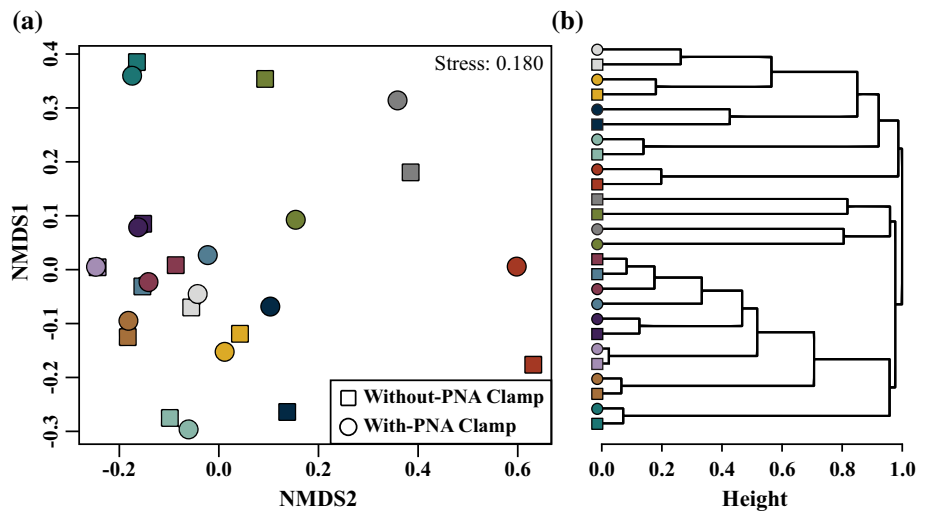 (a)
Stress: 0.180
NMDS1
0.4
0.3
0.2
0.1
0.0
-0.1
-0.2
-0.3
Without-PNA Clamp
With-PNA Clamp
-0.2 0.0 0.2 0.4 0.6
NMDS2
(b)
0.0 0.2 0.4 0.6 0.8 1.0
Height